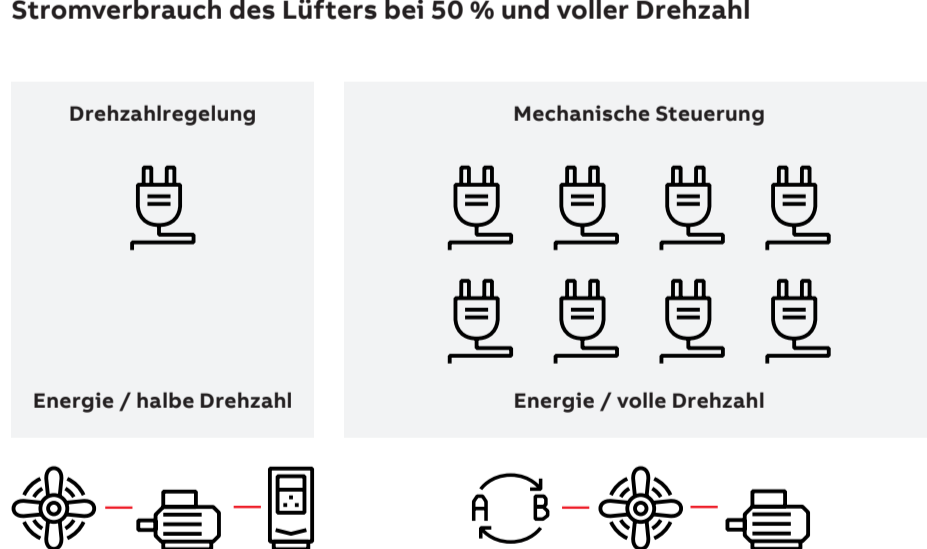 Stromverbrauch des Lüfters bei 50 % und voller Drehzahl
Drehzahlregelung
Mechanische Steuerung
Energie / halbe Drehzahl
Energie / volle Drehzahl
A
B